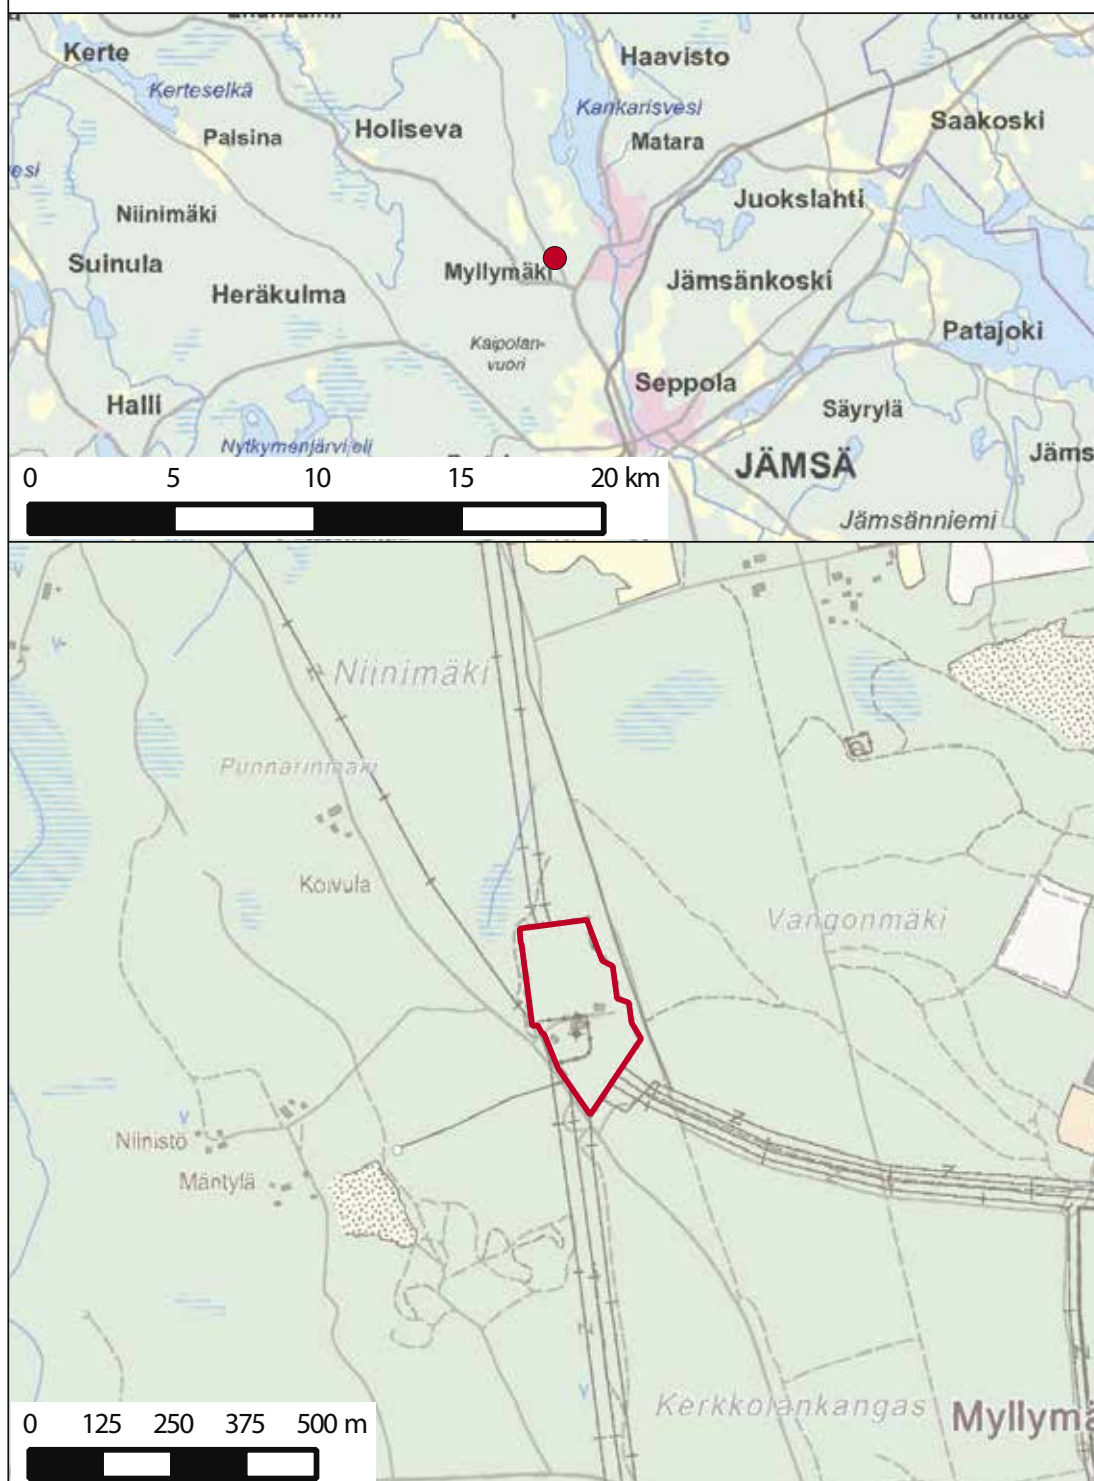 Kerte
Haavisto
Kerteselkä
Kankarisvesi
Saakoski
Palsina
Holiseva
Matara
esi
Juokslahti
Niinimäki
Suinula
Myllymäki
Jämsänkoski
Heräkulma
Patajoki
Kaipolan-
vuori
Seppola
Halli
Säyrylä
Nytkymenjärvi eli
Jäms
JÄMSÄ
0 5 10 15 20 km
Jämsänniemi
Niinimäki
Punnarinmäki
Koivula
Vangonmäki
Niinistö
Mäntylä
Kerkkolankangas
Myllymä
0 125 250 375 500 m